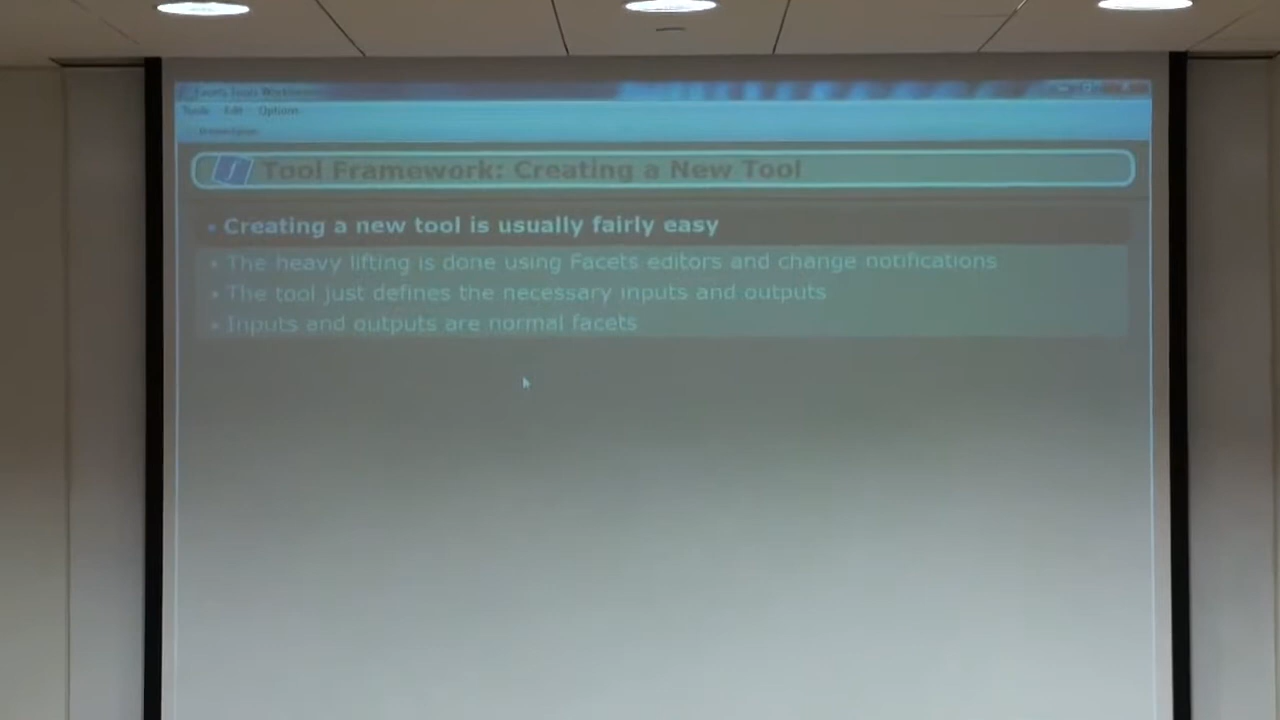 Facets Tools
Tools Edit Options
Tool Framework: Creating a New Tool
• Creating a new tool is usually fairly easy
• The heavy lifting is done using Facets editors and change notifications
• The tool just defines the necessary inputs and outputs
• Inputs and outputs are normal facets